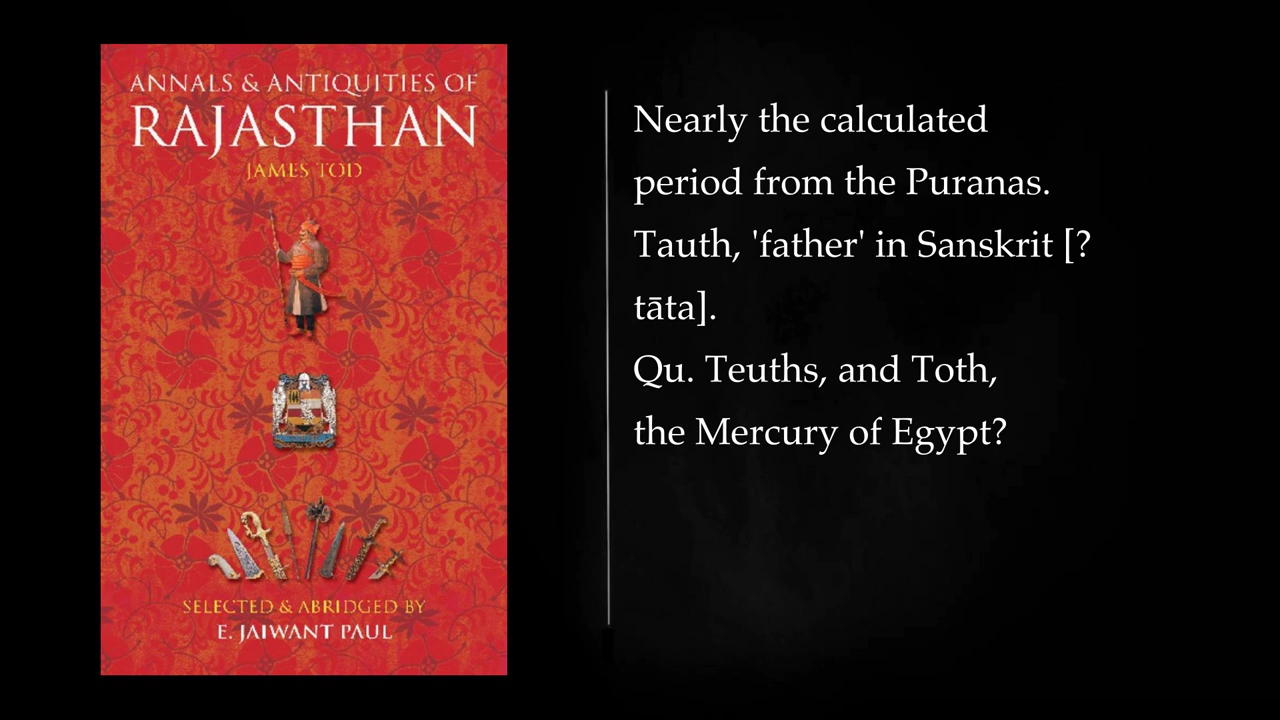 ANNALS & ANTIQUITIES OF
RAJASTHAN
JAMES TOD
SELECTED & ABRIDGED BY
E. JAIWANT PAUL
Nearly the calculated
period from the Puranas.
Tauth, 'father' in Sanskrit [?
tāta].
Qu. Teuths, and Toth,
the Mercury of Egypt?